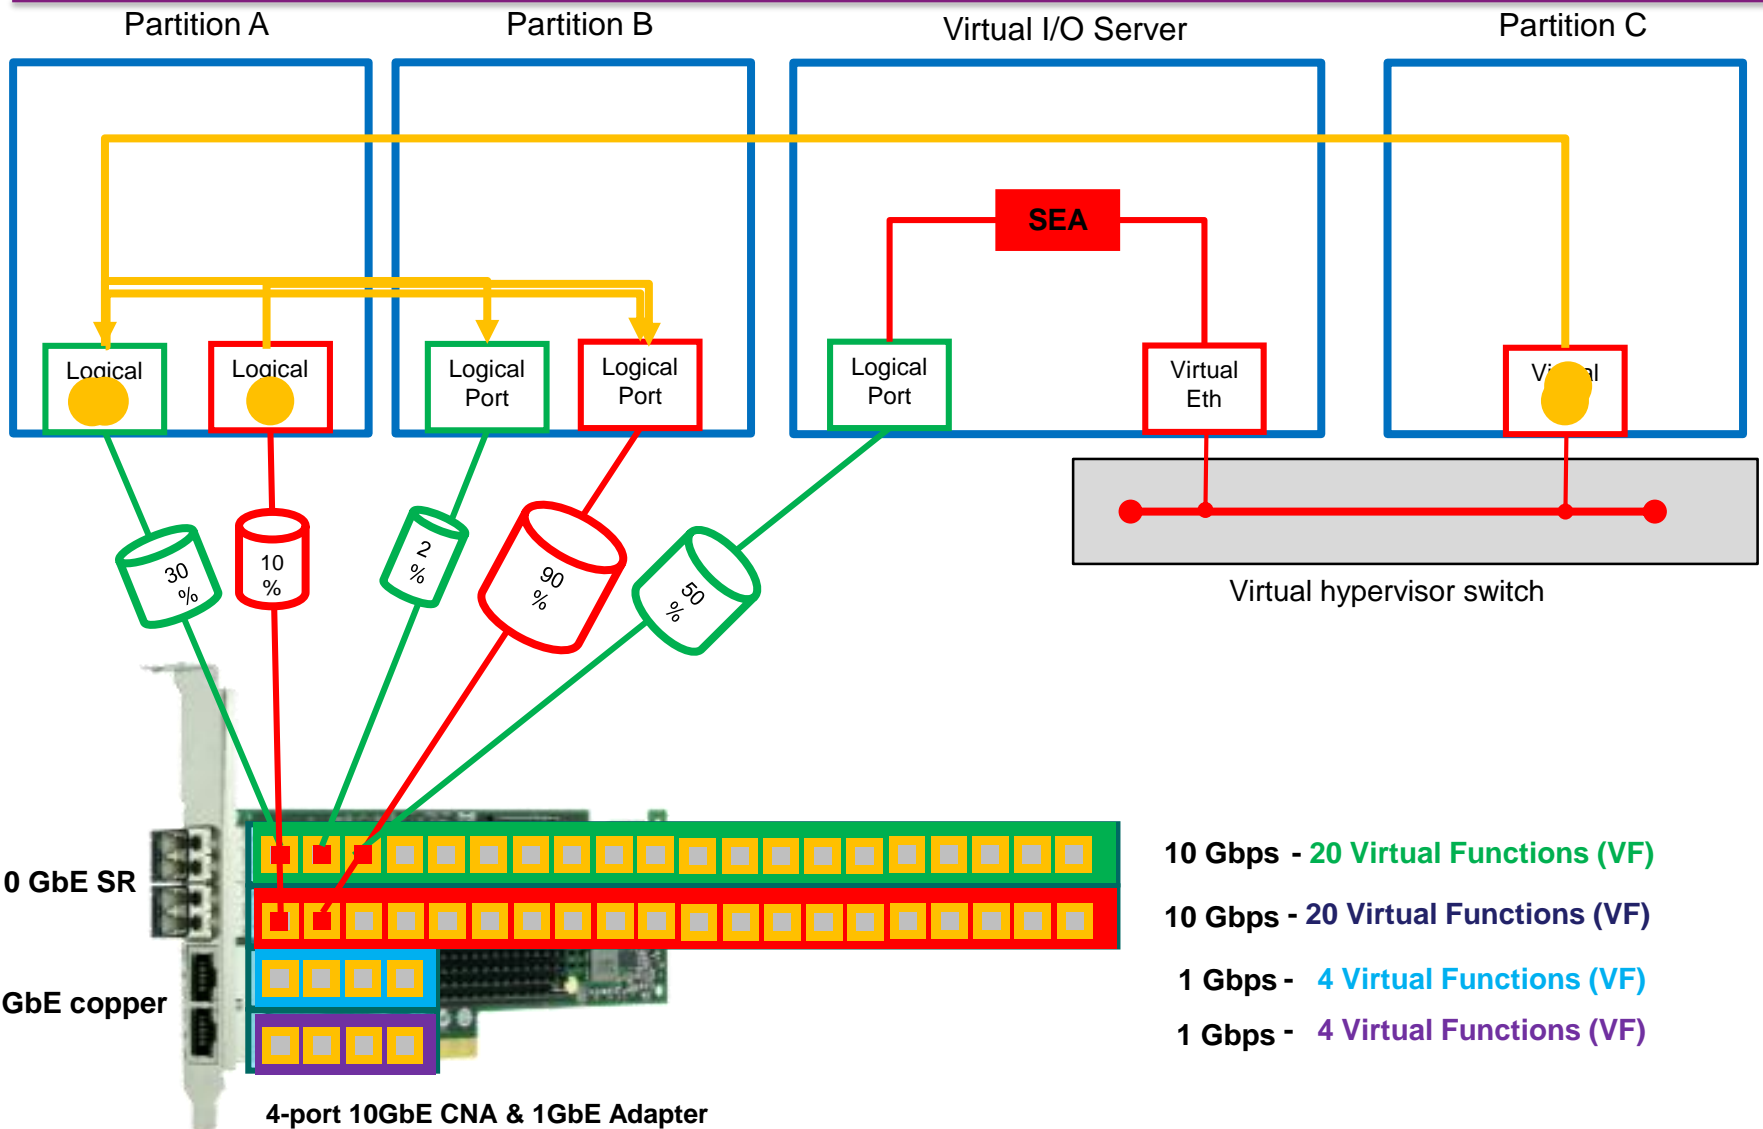 Partition A
Partition B
Virtual I/O Server
Partition C
SEA
Logical
Logical
Logical
Port
Logical
Port
Logical
Port
Virtual
Eth
30
%
10
%
2
%
90
%
50
%
Virtual hypervisor switch
0 GbE SR
GbE copper
10 Gbps - 20 Virtual Functions (VF)
10 Gbps - 20 Virtual Functions (VF)
1 Gbps - 4 Virtual Functions (VF)
1 Gbps - 4 Virtual Functions (VF)
4-port 10GbE CNA & 1GbE Adapter